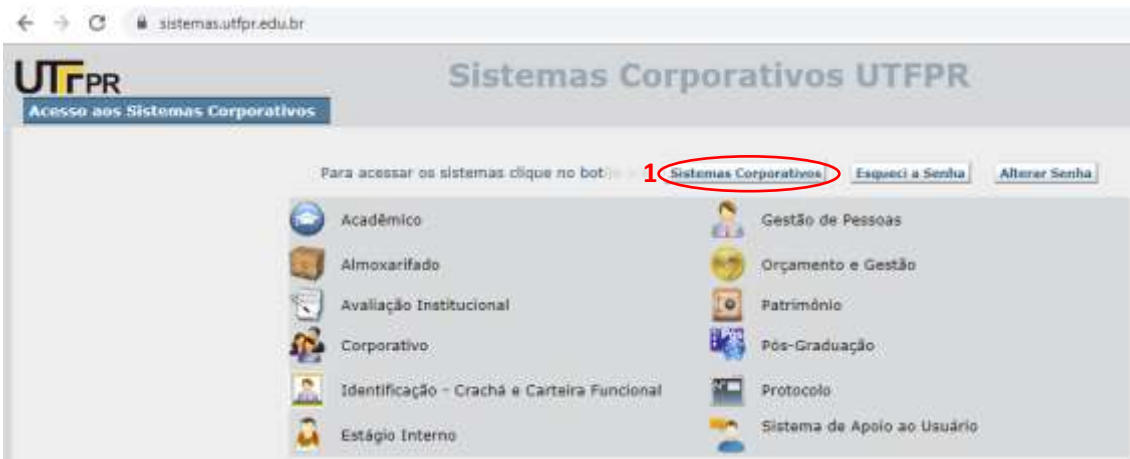 sistemas.utfpr.edu.br
UTFPR
Sistemas Corporativos UTFPR
Acesso aos Sistemas Corporativos
Para acessar os sistemas clique no bot
1
Sistemas Corporativos
Esqueci a Senha
Alterar Senha
Acadêmico
Gestão de Pessoas
Almoxarifado
Orçamento e Gestão
Avaliação Institucional
Patrimônio
Corporativo
Pós-Graduação
Identificação - Crachá e Carteira Funcional
Protocolo
Estágio Interno
Sistema de Apoio ao Usuário